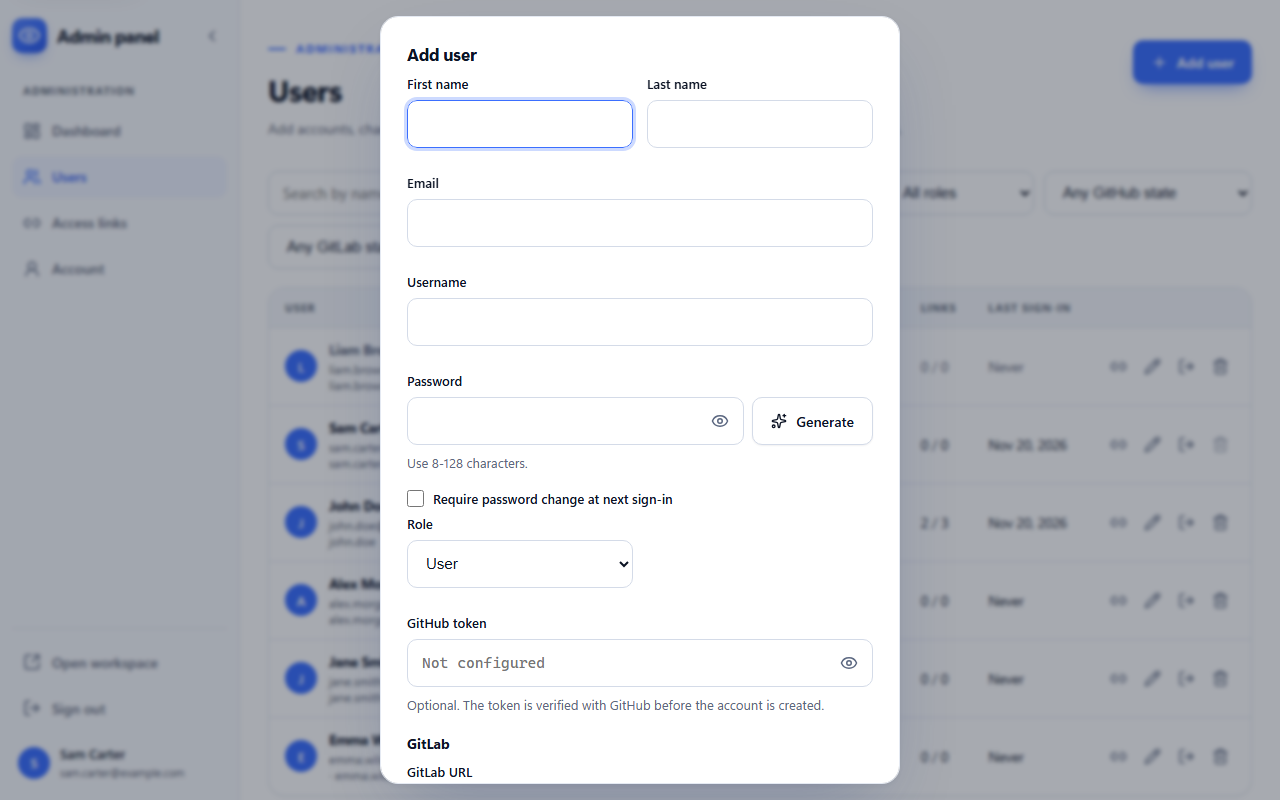 Admin panel
ADMINISTRATION
Dashboard
Users
Access links
Account
Open workspace
Sign out
S
Sam Carter
sam.carter@example.com
Users
Add user
All roles
Any GitHub state
USER
LINKS
LAST SIGN-IN
L
0 / 0
Never
S
0 / 0
Nov 20, 2026
J
2 / 3
Nov 20, 2026
A
0 / 0
Never
J
0 / 0
Never
E
0 / 0
Never
Add user
First name
Last name
Email
Username
Password
Generate
Use 8-128 characters.
Require password change at next sign-in
Role
User
GitHub token
Not configured
Optional. The token is verified with GitHub before the account is created.
GitLab
GitLab URL